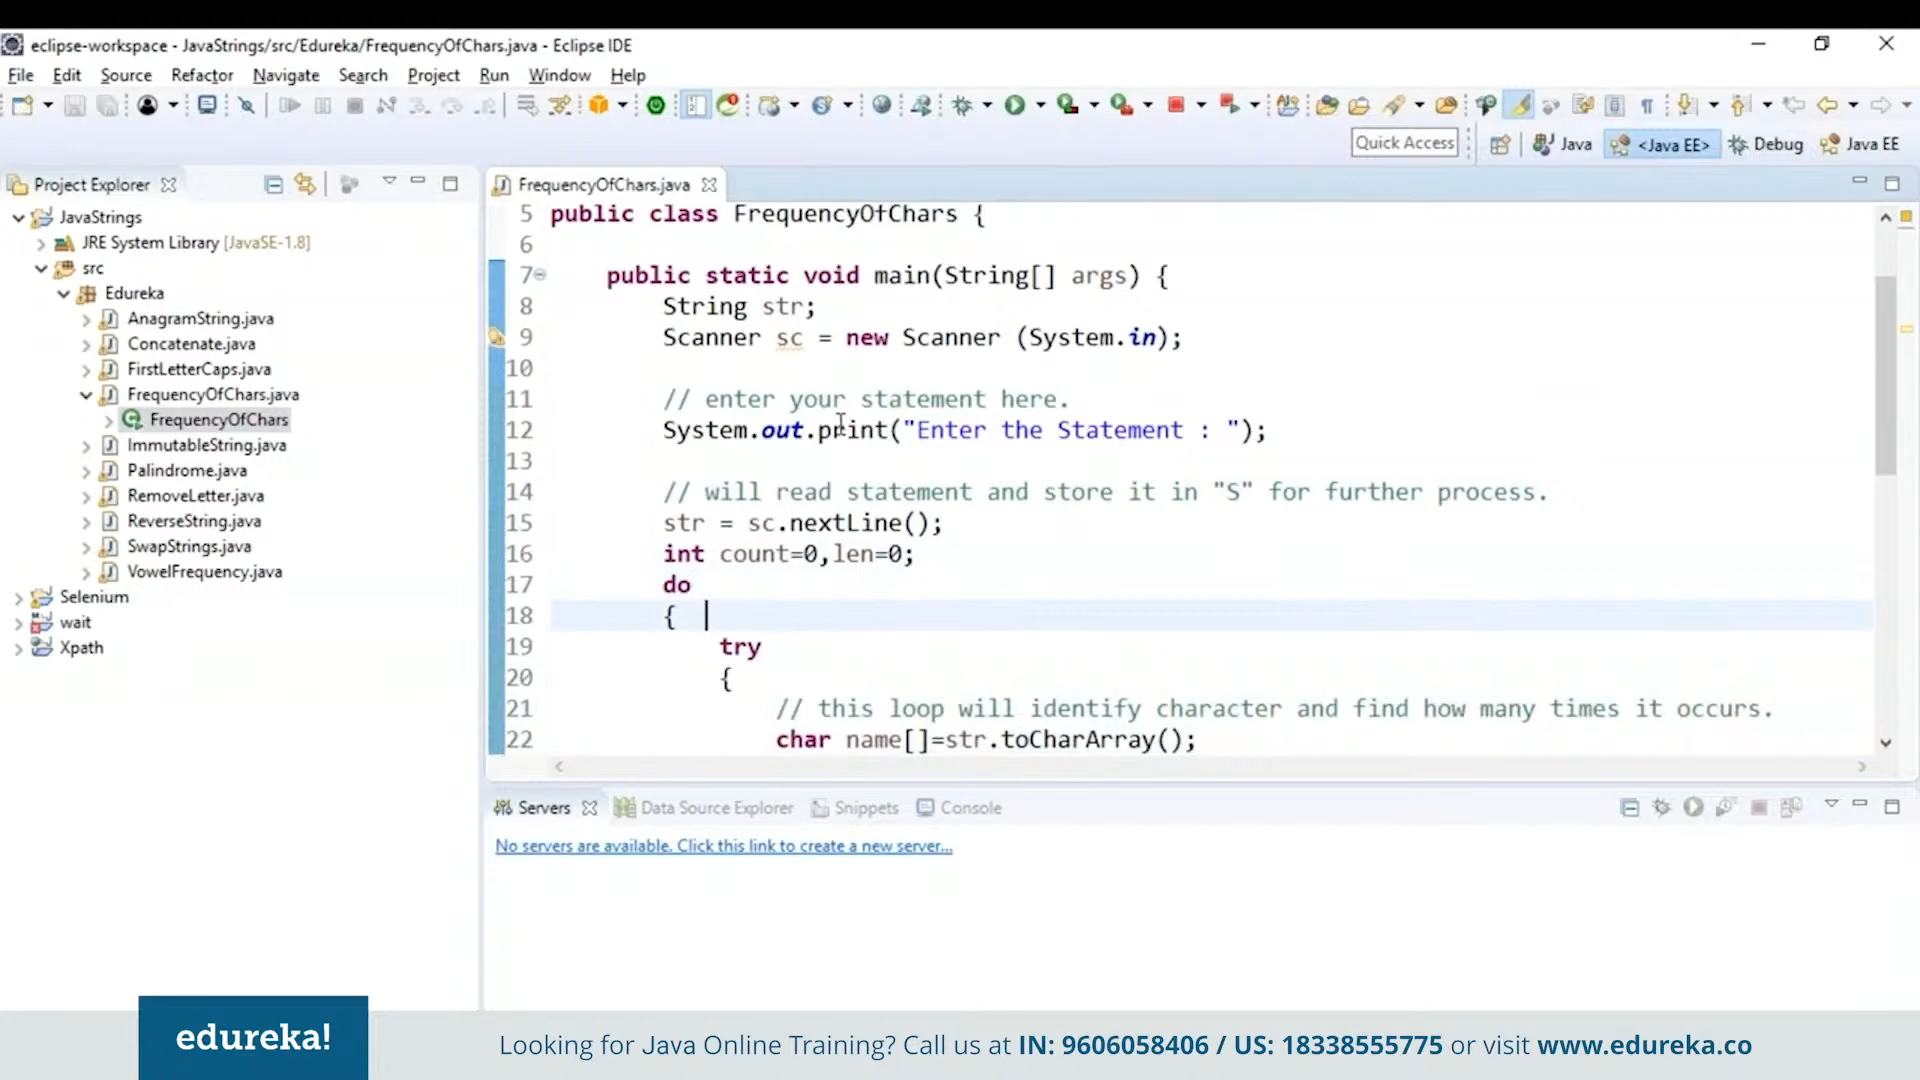 eclipse-workspace - JavaStrings/src/Edureka/FrequencyOfChars.java - Eclipse IDE
File Edit Source Refactor Navigate Search Project Run Window Help
Quick Access Java <Java EE> Debug Java EE
Project Explorer
JavaStrings
JRE System Library [JavaSE-1.8]
src
Edureka
AnagramString.java
Concatenate.java
FirstLetterCaps.java
FrequencyOfChars.java
FrequencyOfChars
ImmutableString.java
Palindrome.java
RemoveLetter.java
ReverseString.java
SwapStrings.java
VowelFrequency.java
Selenium
wait
Xpath
FrequencyOfChars.java
5 public class FrequencyOfChars {
6
7 public static void main(String[] args) {
8 String str;
9 Scanner sc = new Scanner (System.in);
10
11 // enter your statement here.
12 System.out.print("Enter the Statement : ");
13
14 // will read statement and store it in "S" for further process.
15 str = sc.nextLine();
16 int count=0,len=0;
17 do
18 {
19 try
20 {
21 // this loop will identify character and find how many times it occurs.
22 char name[]=str.toCharArray();
Servers Data Source Explorer Snippets Console
No servers are available. Click this link to create a new server...
edureka!
Looking for Java Online Training? Call us at IN: 9606058406 / US: 18338555775 or visit www.edureka.co